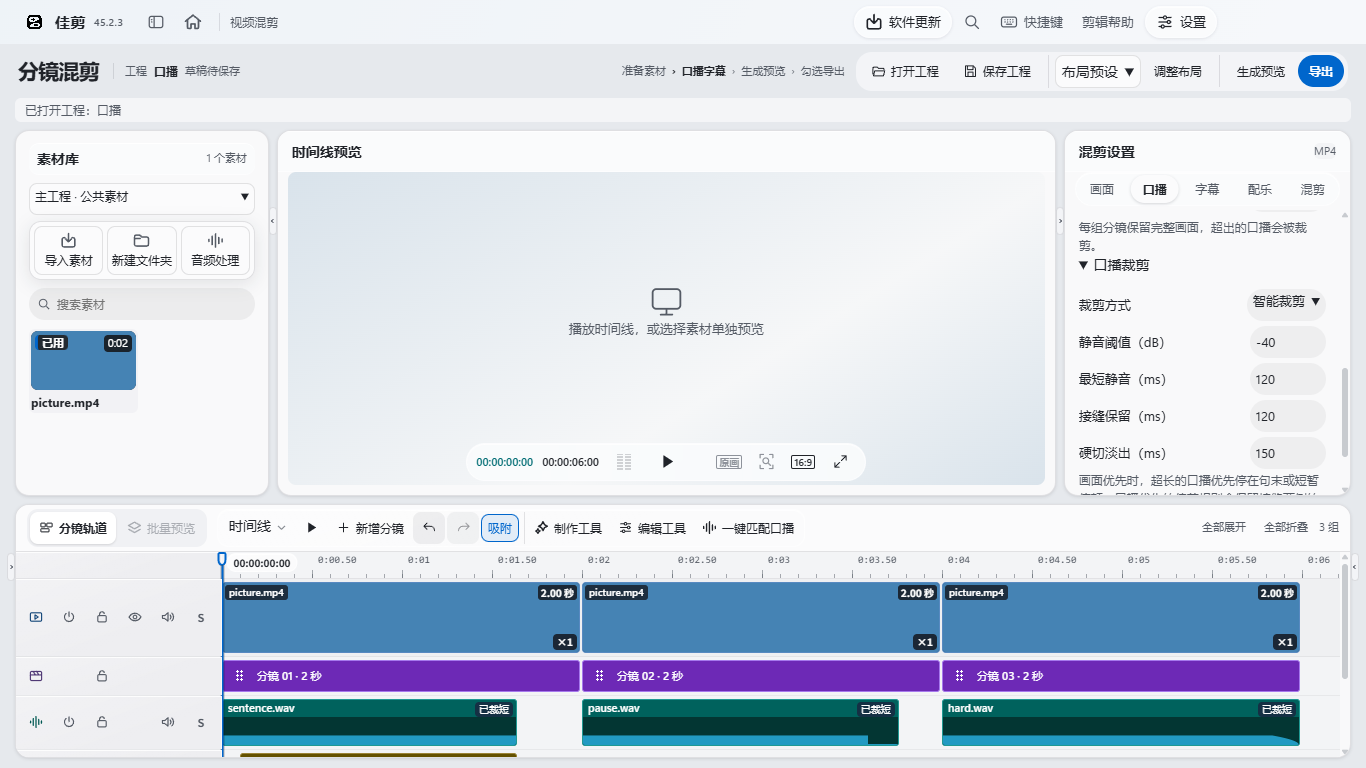 佳剪 45.2.3 视频混剪 软件更新 快捷键 剪辑帮助 设置
分镜混剪 工程 口播 草稿待保存 准备素材 › 口播字幕 › 生成预览 › 勾选导出 打开工程 保存工程 布局预设 ▼ 调整布局 生成预览 导出
已打开工程：口播
素材库 1 个素材
主工程 · 公共素材 ▼
导入素材 新建文件夹 音频处理
搜索素材
已用 0:02
picture.mp4
时间线预览
播放时间线，或选择素材单独预览
00:00:00:00 00:00:06:00 原画 16:9
混剪设置 MP4
画面 口播 字幕 配乐 混剪
每组分镜保留完整画面，超出的口播会被裁
剪。
▼ 口播裁剪
裁剪方式 智能裁剪 ▼
静音阈值（dB） -40
最短静音（ms） 120
接缝保留（ms） 120
硬切淡出（ms） 150
画面优先时，超长的口播优先停在句末或短暂
分镜轨道 批量预览 时间线 新增分镜 吸附 制作工具 编辑工具 一键匹配口播 全部展开 全部折叠 3 组
00:00:00:00 0:00.50 0:01 0:01.50 0:02 0:02.50 0:03 0:03.50 0:04 0:04.50 0:05 0:05.50 0:06
picture.mp4 2.00 秒 picture.mp4 2.00 秒 picture.mp4 2.00 秒
S
×1 ×1 ×1
分镜 01 · 2 秒 分镜 02 · 2 秒 分镜 03 · 2 秒
sentence.wav 已裁短 pause.wav 已裁短 hard.wav 已裁短
S